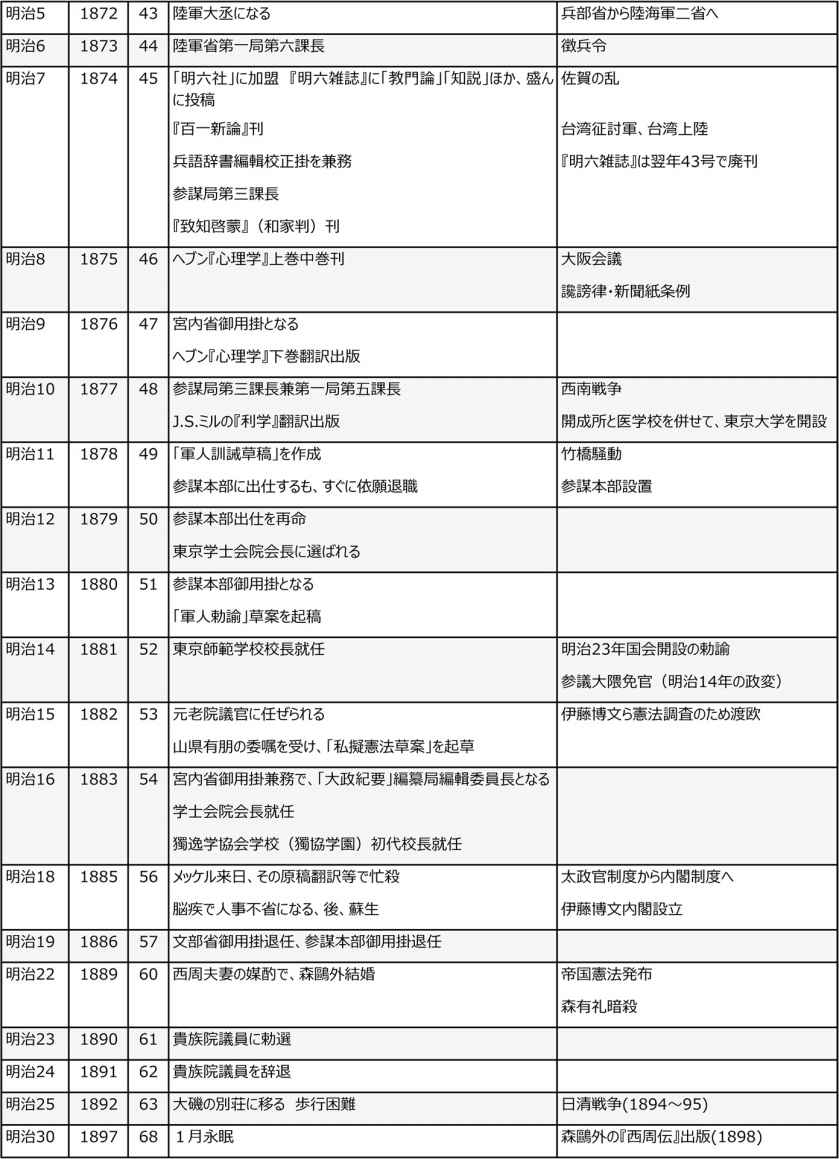 明治5 1872 43 陸軍大丞になる 兵部省から陸海軍二省へ
明治6 1873 44 陸軍省第一局第六課長 徴兵令
明治7 1874 45 「明六社」に加盟 『明六雑誌』に「教門論」「知説」ほか、盛ん 佐賀の乱
に投稿
『百一新論』刊 台湾征討軍、台湾上陸
兵語辞書編輯校正掛を兼務 『明六雑誌』は翌年43号で廃刊
参謀局第三課長
『致知啓蒙』（和家判）刊
明治8 1875 46 ヘブン『心理学』上巻中巻刊 大阪会議
讒謗律・新聞紙条例
明治9 1876 47 宮内省御用掛となる
ヘブン『心理学』下巻翻訳出版
明治10 1877 48 参謀局第三課長兼第一局第五課長 西南戦争
J.S.ミルの『利学』翻訳出版 開成所と医学校を併せて、東京大学を開設
明治11 1878 49 「軍人訓誡草稿」を作成 竹橋騒動
参謀本部に出仕するも、すぐに依願退職 参謀本部設置
明治12 1879 50 参謀本部出仕を再命
東京学士会院会長に選ばれる
明治13 1880 51 参謀本部御用掛となる
「軍人勅諭」草案を起稿
明治14 1881 52 東京師範学校校長就任 明治23年国会開設の勅諭
参議大隈免官（明治14年の政変）
明治15 1882 53 元老院議官に任ぜられる 伊藤博文ら憲法調査のため渡欧
山県有朋の委嘱を受け、「私擬憲法草案」を起草
明治16 1883 54 宮内省御用掛兼務で、「大政紀要」編纂局編輯委員長となる
学士会院会長就任
獨逸学協会学校（獨協学園）初代校長就任
明治18 1885 56 メッケル来日、その原稿翻訳等で忙殺 太政官制度から内閣制度へ
脳疾で人事不省になる、後、蘇生 伊藤博文内閣設立
明治19 1886 57 文部省御用掛退任、参謀本部御用掛退任
明治22 1889 60 西周夫妻の媒酌で、森鷗外結婚 帝国憲法発布
森有礼暗殺
明治23 1890 61 貴族院議員に勅選
明治24 1891 62 貴族院議員を辞退
明治25 1892 63 大磯の別荘に移る 歩行困難 日清戦争(1894～95)
明治30 1897 68 １月永眠 森鷗外の『西周伝』出版(1898)